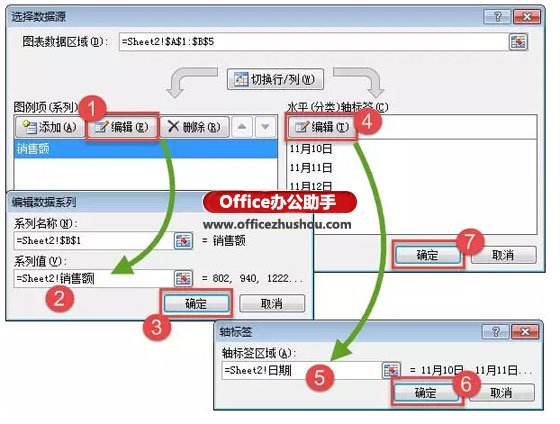 选择数据源
图表数据区域(D): =Sheet2!$A$1:$B$5
切换行/列(W)
图例项(系列)
水平(分类)轴标签(C)
1
4
添加(A) 编辑(E) 删除(R)
编辑(T)
销售额
11月10日
11月11日
11月12日
Office办公助手
www.officezhushou.com
编辑数据系列
系列名称(N):
=Sheet2!$B$1 = 销售额
系列值(V):
=Sheet2!销售额 = 802, 940, 1222...
2
确定 取消
3
7
确定 取消
轴标签
轴标签区域(A):
=Sheet2!日期 = 11月10日, 11月11日...
5
6
确定 取消